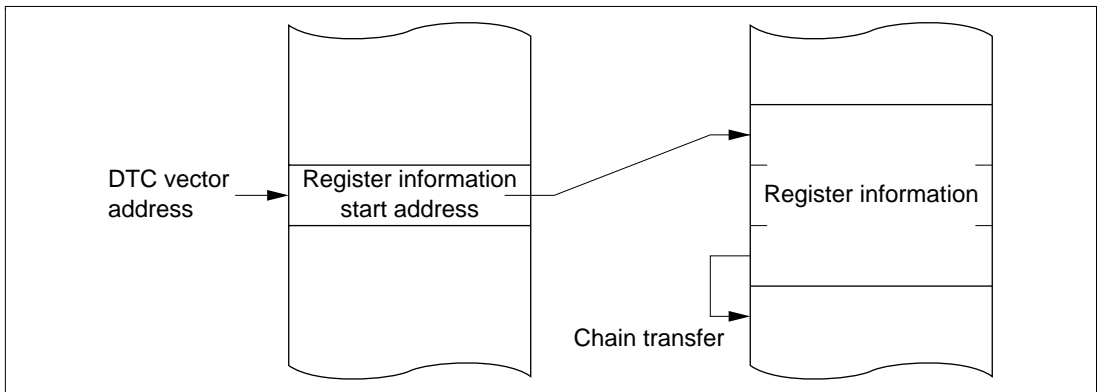 DTC vector
address
Register information
start address
Register information
Chain transfer